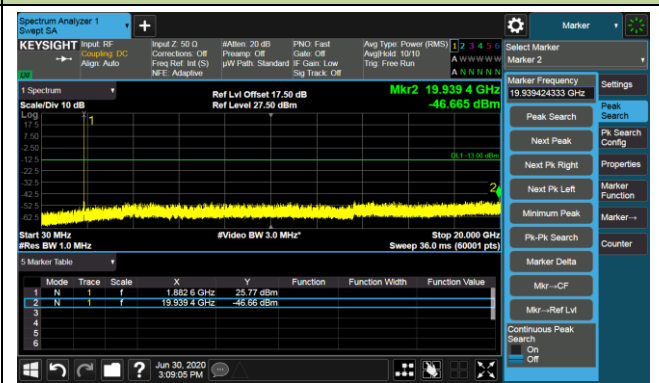 Spectrum Analyzer 1
Swept SA
+
Marker
KEYSIGHT
Input: RF
Coupling: DC
Align: Auto
Input Z: 50 Ω
Corrections: Off
Freq Ref: Int (S)
NFE: Adaptive
#Atten: 20 dB
Preamp: Off
µW Path: Standard
PNO: Fast
Gate: Off
IF Gain: Low
Sig Track: Off
Avg Type: Power (RMS)
Avg|Hold: 10/10
Trig: Free Run
1 2 3 4 5 6
A W W W W W
A N N N N N
Select Marker
Marker 2
1 Spectrum
Scale/Div 10 dB
Ref Lvl Offset 17.50 dB
Ref Level 27.50 dBm
Mkr2 19.939 4 GHz
-46.665 dBm
Log
17.5
7.50
-2.50
-12.5
-22.5
-32.5
-42.5
-52.5
-62.5
1
DL1 -13.00 dBm
2
Start 30 MHz
#Res BW 1.0 MHz
#Video BW 3.0 MHz*
Stop 20.000 GHz
Sweep 36.0 ms (60001 pts)
5 Marker Table
Mode Trace Scale X Y Function Function Width Function Value
1 N 1 f 1.882 6 GHz 25.77 dBm
2 N 1 f 19.939 4 GHz -46.66 dBm
3
4
5
6
Marker Frequency
19.939424333 GHz
Peak Search
Next Peak
Next Pk Right
Next Pk Left
Minimum Peak
Pk-Pk Search
Marker Delta
Mkr→CF
Mkr→Ref Lvl
Continuous Peak
Search
On
Off
Settings
Peak
Search
Pk Search
Config
Properties
Marker
Function
Marker→
Counter
?
Jun 30, 2020
3:09:05 PM